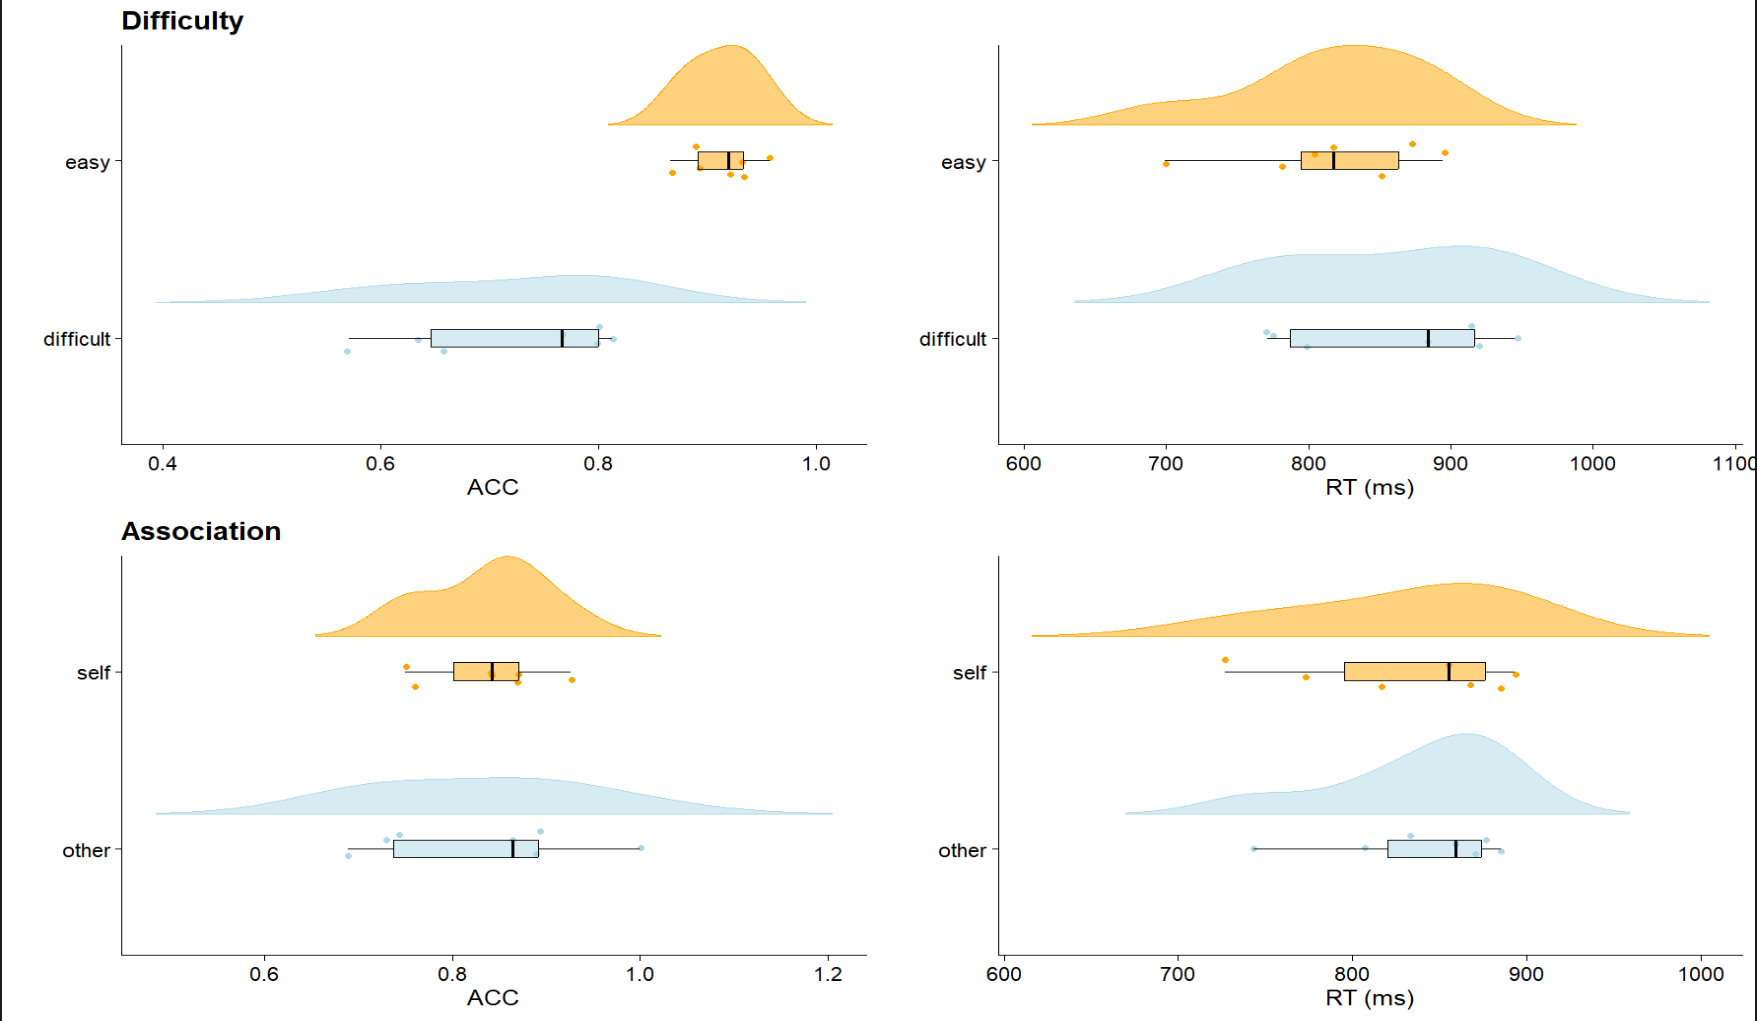 Difficulty
easy
difficult
0.4 0.6 0.8 1.0
ACC
easy
difficult
600 700 800 900 1000 1100
RT (ms)
Association
self
other
0.6 0.8 1.0 1.2
ACC
self
other
600 700 800 900 1000
RT (ms)